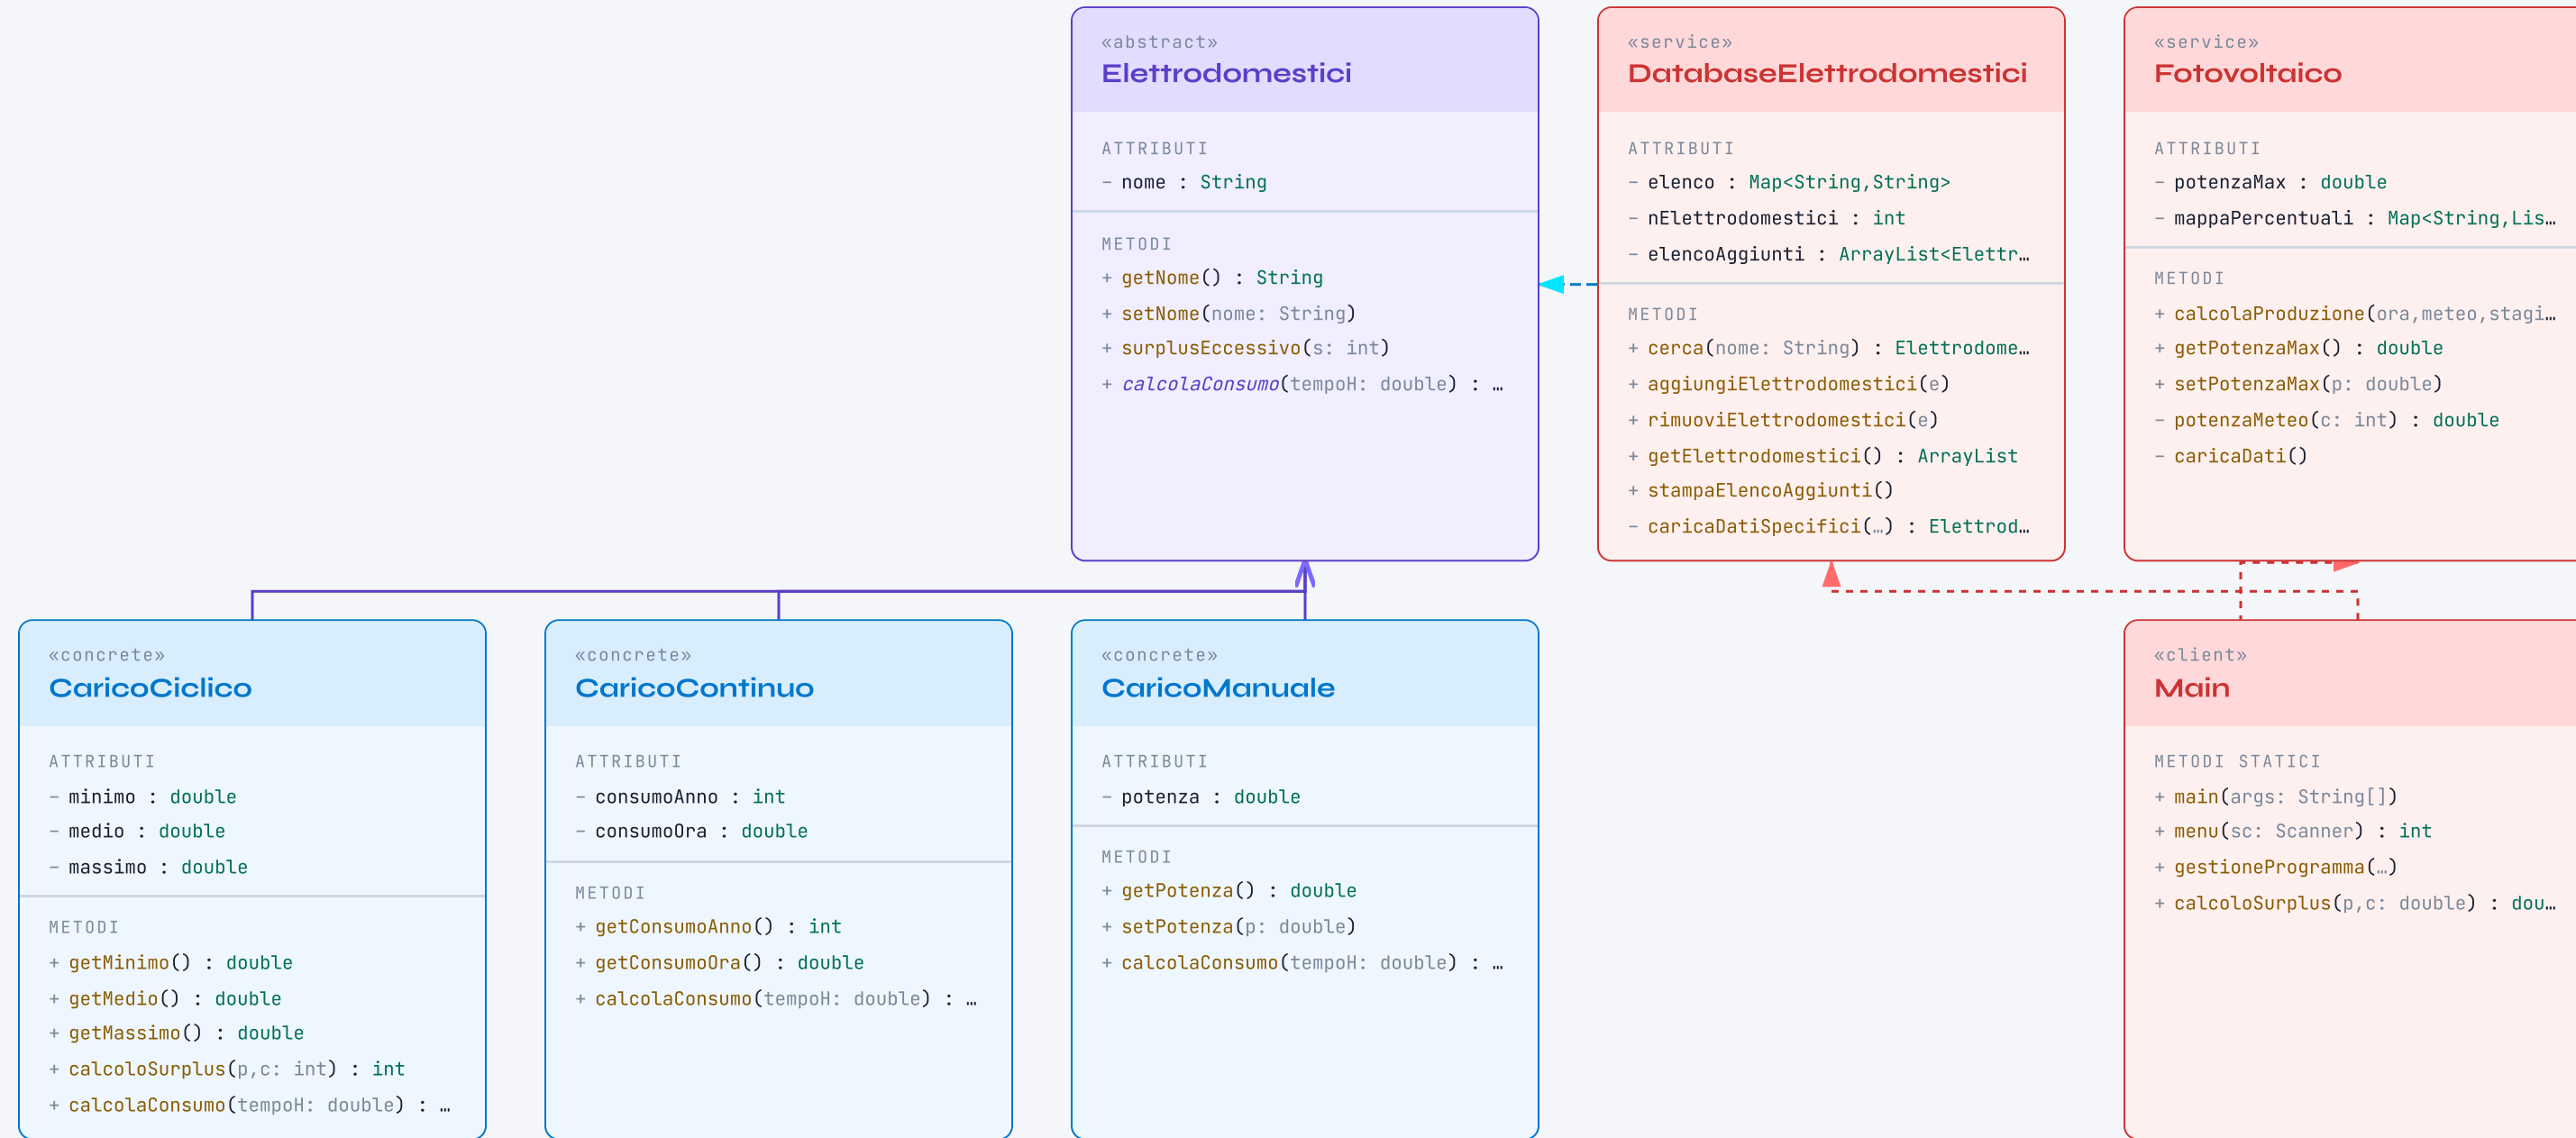 «abstract»
Elettrodomestici
ATTRIBUTI
− nome : String
METODI
+ getNome() : String
+ setNome(nome: String)
+ surplusEccessivo(s: int)
+ calcolaConsumo(tempoH: double) : …
«service»
DatabaseElettrodomestici
ATTRIBUTI
− elenco : Map<String,String>
− nElettrodomestici : int
− elencoAggiunti : ArrayList<Elettr…
METODI
+ cerca(nome: String) : Elettrodome…
+ aggiungiElettrodomestici(e)
+ rimuoviElettrodomestici(e)
+ getElettrodomestici() : ArrayList
+ stampaElencoAggiunti()
− caricaDatiSpecifici(…) : Elettrod…
«service»
Fotovoltaico
ATTRIBUTI
− potenzaMax : double
− mappaPercentuali : Map<String,Lis…
METODI
+ calcolaProduzione(ora,meteo,stagi…
+ getPotenzaMax() : double
+ setPotenzaMax(p: double)
− potenzaMeteo(c: int) : double
− caricaDati()
«concrete»
CaricoCiclico
ATTRIBUTI
− minimo : double
− medio : double
− massimo : double
METODI
+ getMinimo() : double
+ getMedio() : double
+ getMassimo() : double
+ calcoloSurplus(p,c: int) : int
+ calcolaConsumo(tempoH: double) : …
«concrete»
CaricoContinuo
ATTRIBUTI
− consumoAnno : int
− consumoOra : double
METODI
+ getConsumoAnno() : int
+ getConsumoOra() : double
+ calcolaConsumo(tempoH: double) : …
«concrete»
CaricoManuale
ATTRIBUTI
− potenza : double
METODI
+ getPotenza() : double
+ setPotenza(p: double)
+ calcolaConsumo(tempoH: double) : …
«client»
Main
METODI STATICI
+ main(args: String[])
+ menu(sc: Scanner) : int
+ gestioneProgramma(…)
+ calcoloSurplus(p,c: double) : dou…